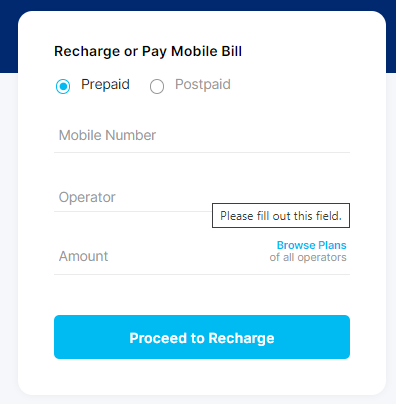 Recharge or Pay Mobile Bill
Prepaid
Postpaid
Mobile Number
Operator
Please fill out this field.
Browse Plans
of all operators
Amount
Proceed to Recharge